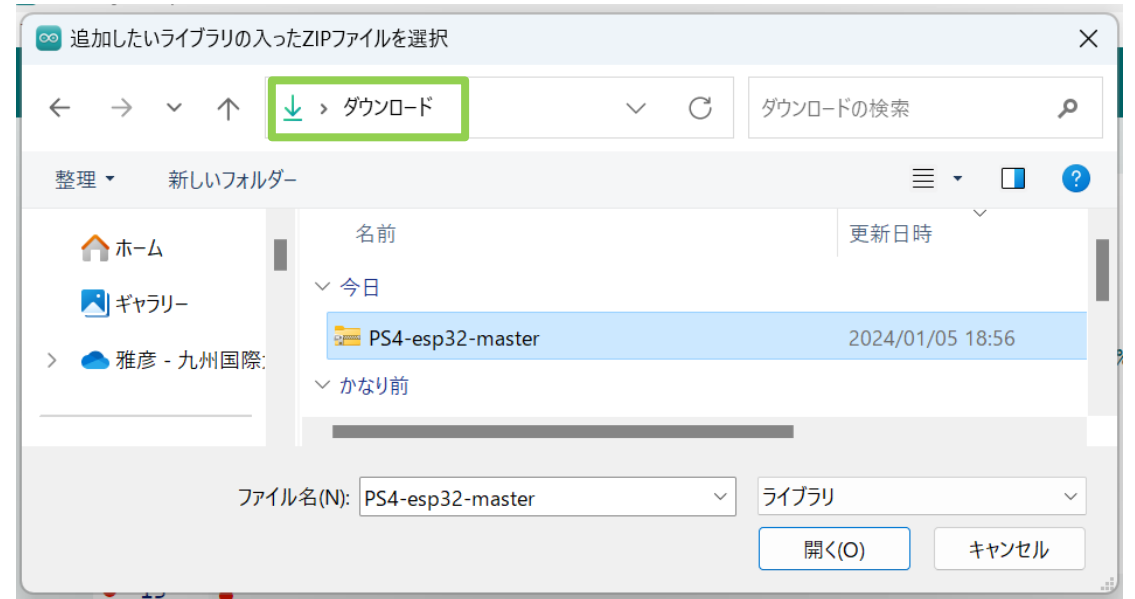 追加したいライブラリの入ったZIPファイルを選択
ダウンロード
ダウンロードの検索
整理
新しいフォルダー
名前
更新日時
ホーム
ギャラリー
雅彦 - 九州国際
今日
PS4-esp32-master
2024/01/05 18:56
かなり前
ファイル名(N):
PS4-esp32-master
ライブラリ
開く(O)
キャンセル